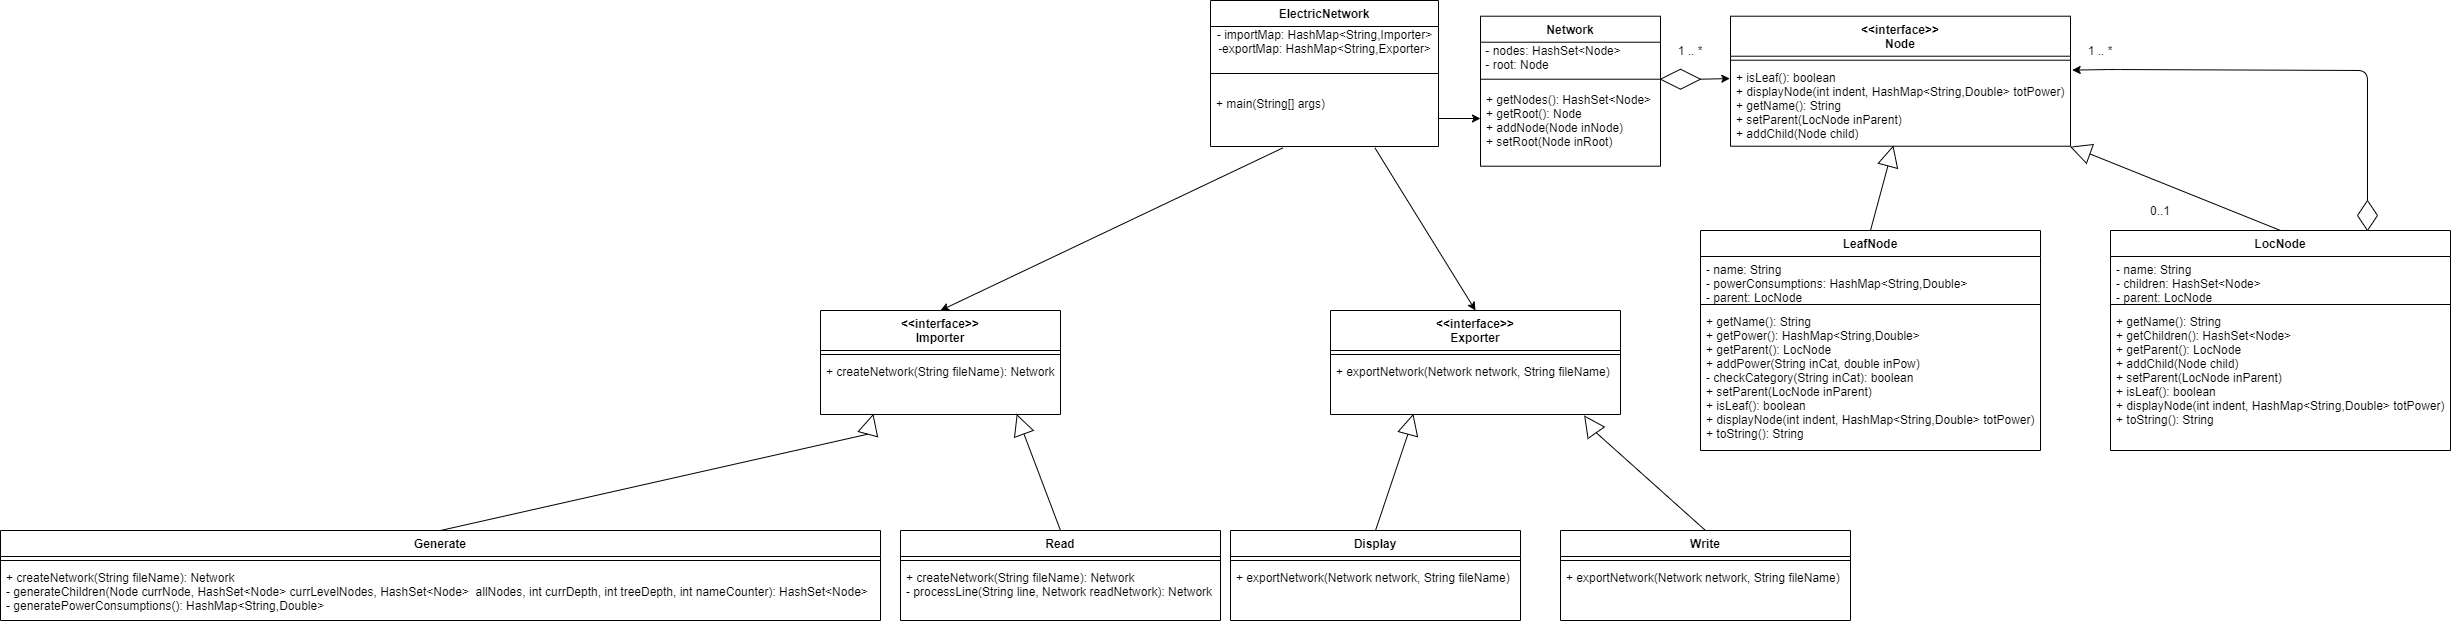 ElectricNetwork
- importMap: HashMap<String,Importer>
-exportMap: HashMap<String,Exporter>
+ main(String[] args)
Network
- nodes: HashSet<Node>
- root: Node
+ getNodes(): HashSet<Node>
+ getRoot(): Node
+ addNode(Node inNode)
+ setRoot(Node inRoot)
1 .. *
<<interface>>
Node
+ isLeaf(): boolean
+ displayNode(int indent, HashMap<String,Double> totPower)
+ getName(): String
+ setParent(LocNode inParent)
+ addChild(Node child)
1 .. *
0..1
LeafNode
- name: String
- powerConsumptions: HashMap<String,Double>
- parent: LocNode
+ getName(): String
+ getPower(): HashMap<String,Double>
+ getParent(): LocNode
+ addPower(String inCat, double inPow)
- checkCategory(String inCat): boolean
+ setParent(LocNode inParent)
+ isLeaf(): boolean
+ displayNode(int indent, HashMap<String,Double> totPower)
+ toString(): String
LocNode
- name: String
- children: HashSet<Node>
- parent: LocNode
+ getName(): String
+ getChildren(): HashSet<Node>
+ getParent(): LocNode
+ addChild(Node child)
+ setParent(LocNode inParent)
+ isLeaf(): boolean
+ displayNode(int indent, HashMap<String,Double> totPower)
+ toString(): String
<<interface>>
Importer
+ createNetwork(String fileName): Network
<<interface>>
Exporter
+ exportNetwork(Network network, String fileName)
Generate
+ createNetwork(String fileName): Network
- generateChildren(Node currNode, HashSet<Node> currLevelNodes, HashSet<Node>  allNodes, int currDepth, int treeDepth, int nameCounter): HashSet<Node>
- generatePowerConsumptions(): HashMap<String,Double>
Read
+ createNetwork(String fileName): Network
- processLine(String line, Network readNetwork): Network
Display
+ exportNetwork(Network network, String fileName)
Write
+ exportNetwork(Network network, String fileName)